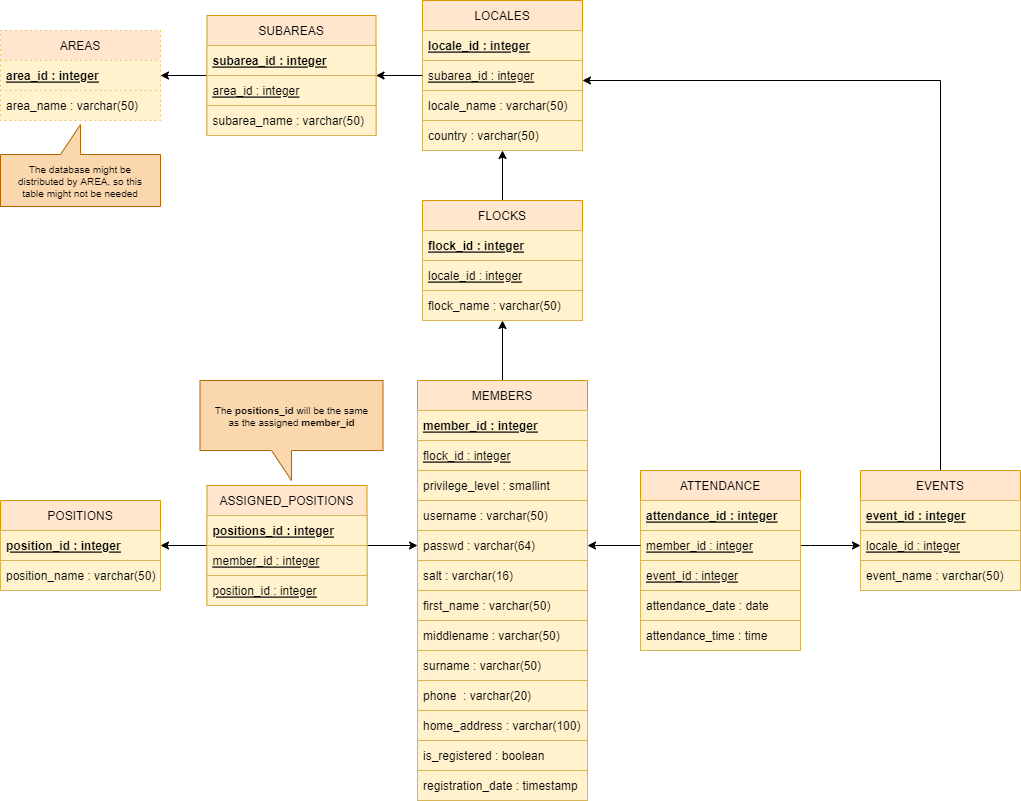 AREAS
area_id : integer
area_name : varchar(50)
The database might be
distributed by AREA, so this
table might not be needed
SUBAREAS
subarea_id : integer
area_id : integer
subarea_name : varchar(50)
LOCALES
locale_id : integer
subarea_id : integer
locale_name : varchar(50)
country : varchar(50)
FLOCKS
flock_id : integer
locale_id : integer
flock_name : varchar(50)
The positions_id will be the same
as the assigned member_id
POSITIONS
position_id : integer
position_name : varchar(50)
ASSIGNED_POSITIONS
positions_id : integer
member_id : integer
position_id : integer
MEMBERS
member_id : integer
flock_id : integer
privilege_level : smallint
username : varchar(50)
passwd : varchar(64)
salt : varchar(16)
first_name : varchar(50)
middlename : varchar(50)
surname : varchar(50)
phone  : varchar(20)
home_address : varchar(100)
is_registered : boolean
registration_date : timestamp
ATTENDANCE
attendance_id : integer
member_id : integer
event_id : integer
attendance_date : date
attendance_time : time
EVENTS
event_id : integer
locale_id : integer
event_name : varchar(50)